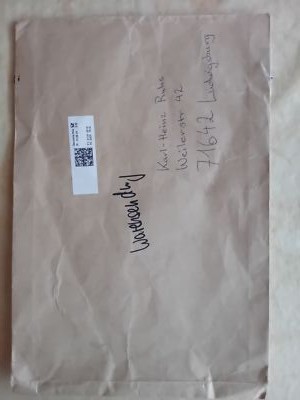 Warensendung
Karl-Heinz
Weilerstr 42
71642 Ludwigsburg